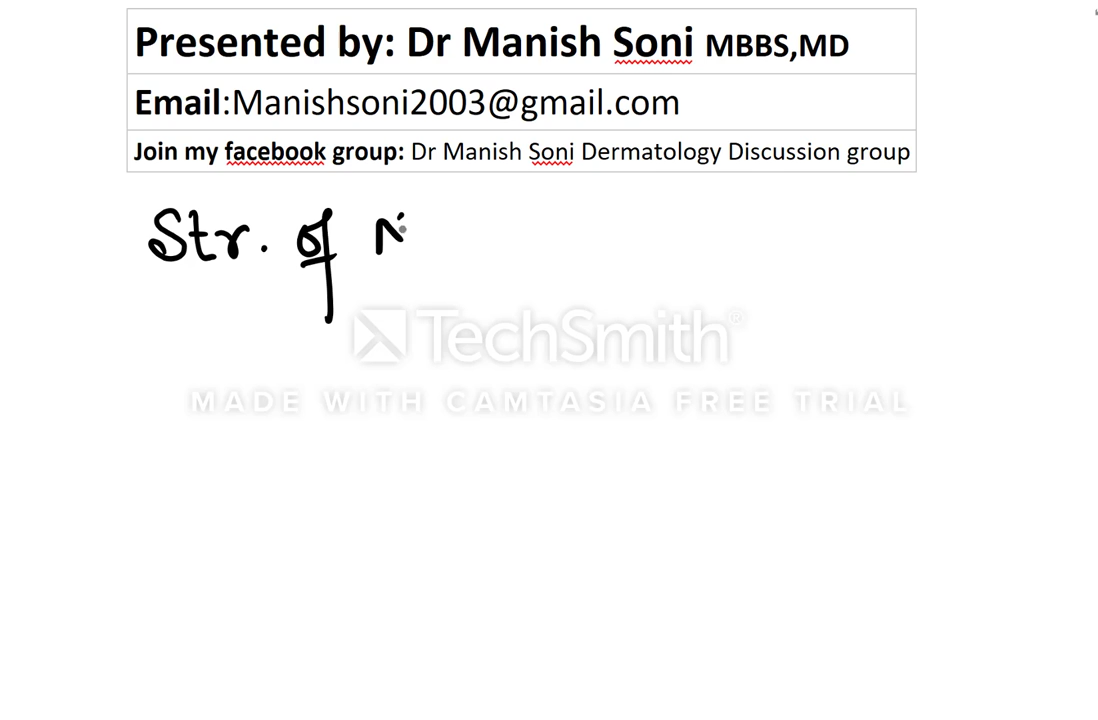 Presented by: Dr Manish Soni MBBS,MD
Email:Manishsoni2003@gmail.com
Join my facebook group: Dr Manish Soni Dermatology Discussion group
Str. of
TechSmith®
MADE WITH CAMTASIA FREE TRIAL